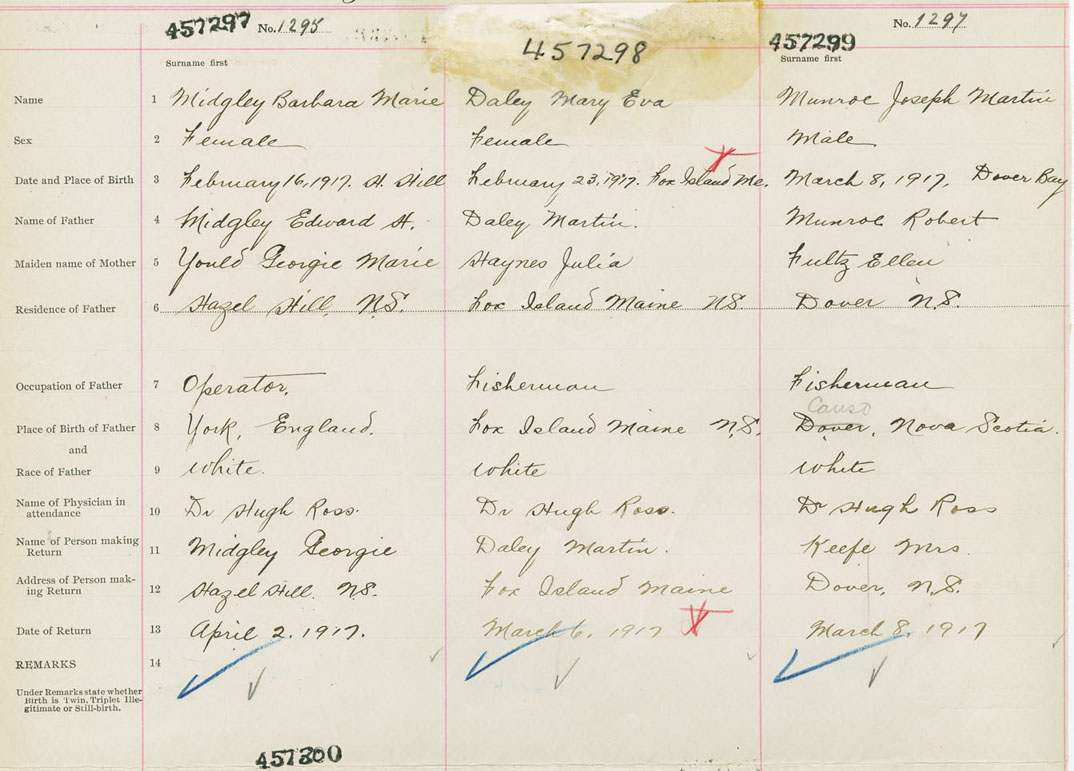 457297 No. 1295 457298 457299 No. 1297
Surname first Surname first
Name 1 Midgley Barbara Marie Daley Mary Eva Munroe Joseph Martin
Sex 2 Female Female Male
Date and Place of Birth 3 February 16, 1917. H. Hill February 23, 1917. Fox Island Me. March 8, 1917, Dover Bay
Name of Father 4 Midgley Edward H. Daley Martin. Munroe Robert
Maiden name of Mother 5 Yould Georgie Marie Haynes Julia Fultz Ellen
Residence of Father 6 Hazel Hill, N.S. Fox Island Maine NS Dover N.S.
Occupation of Father 7 Operator. Fisherman Fisherman
Canso
Place of Birth of Father 8 York, England. Fox Island Maine N.S. Dover, Nova Scotia.
and
Race of Father 9 White. White White
Name of Physician in
attendance 10 Dr Hugh Ross. Dr Hugh Ross. Dr Hugh Ross
Name of Person making
Return 11 Midgley Georgie Daley Martin. Keefe Mrs.
Address of Person mak-
ing Return 12 Hazel Hill, N.S. Fox Island Maine Dover, N.S.
Date of Return 13 April 2, 1917. March 6, 1917 March 8, 1917
REMARKS 14
Under Remarks state whether
Birth is Twin, Triplet Ille-
gitimate or Still-birth.
457300